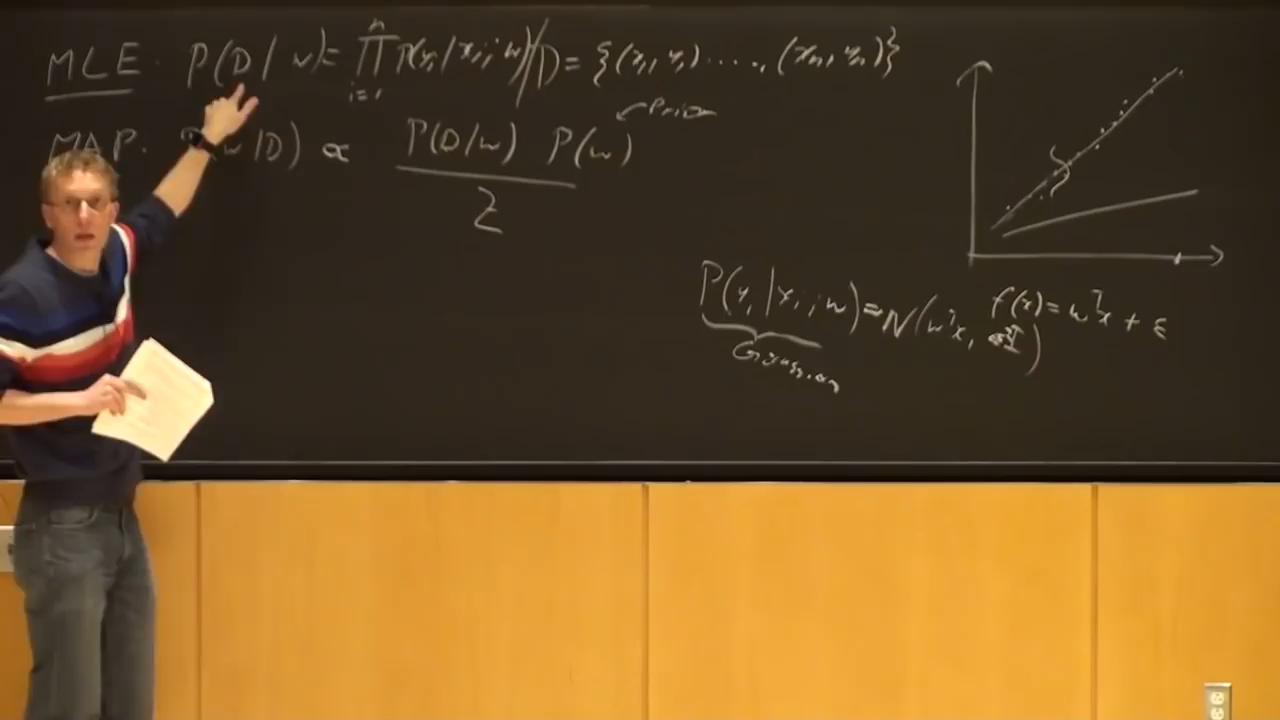 MLE. P(D/w)= ∏ P(yᵢ|xᵢ;w) // D = {(x₁,y₁)....,(xₙ,yₙ)}
n
i=1
Prior
MAP. P(w|D) ∝ P(D/w) P(w)
Z
P(yᵢ|xᵢ;w)=N(wᵀx, σ²I)
f(x)=wᵀx + ε
Gaussian